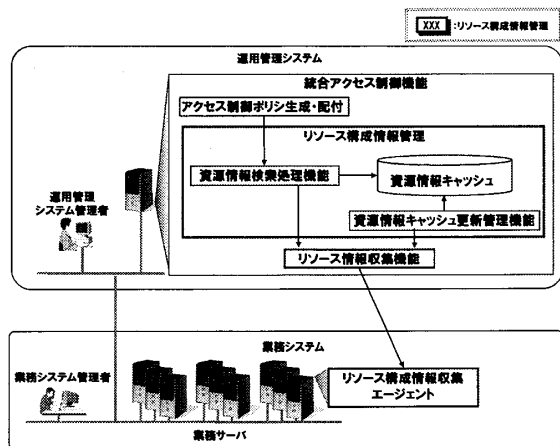 XXX :リソース構成情報管理
運用管理システム
統合アクセス制御機能
アクセス制御ポリシ生成・配付
リソース構成情報管理
資源情報検索処理機能
資源情報キャッシュ
資源情報キャッシュ更新管理機能
リソース情報収集機能
運用管理
システム管理者
業務システム
業務システム管理者
リソース構成情報収集
エージェント
業務サーバ